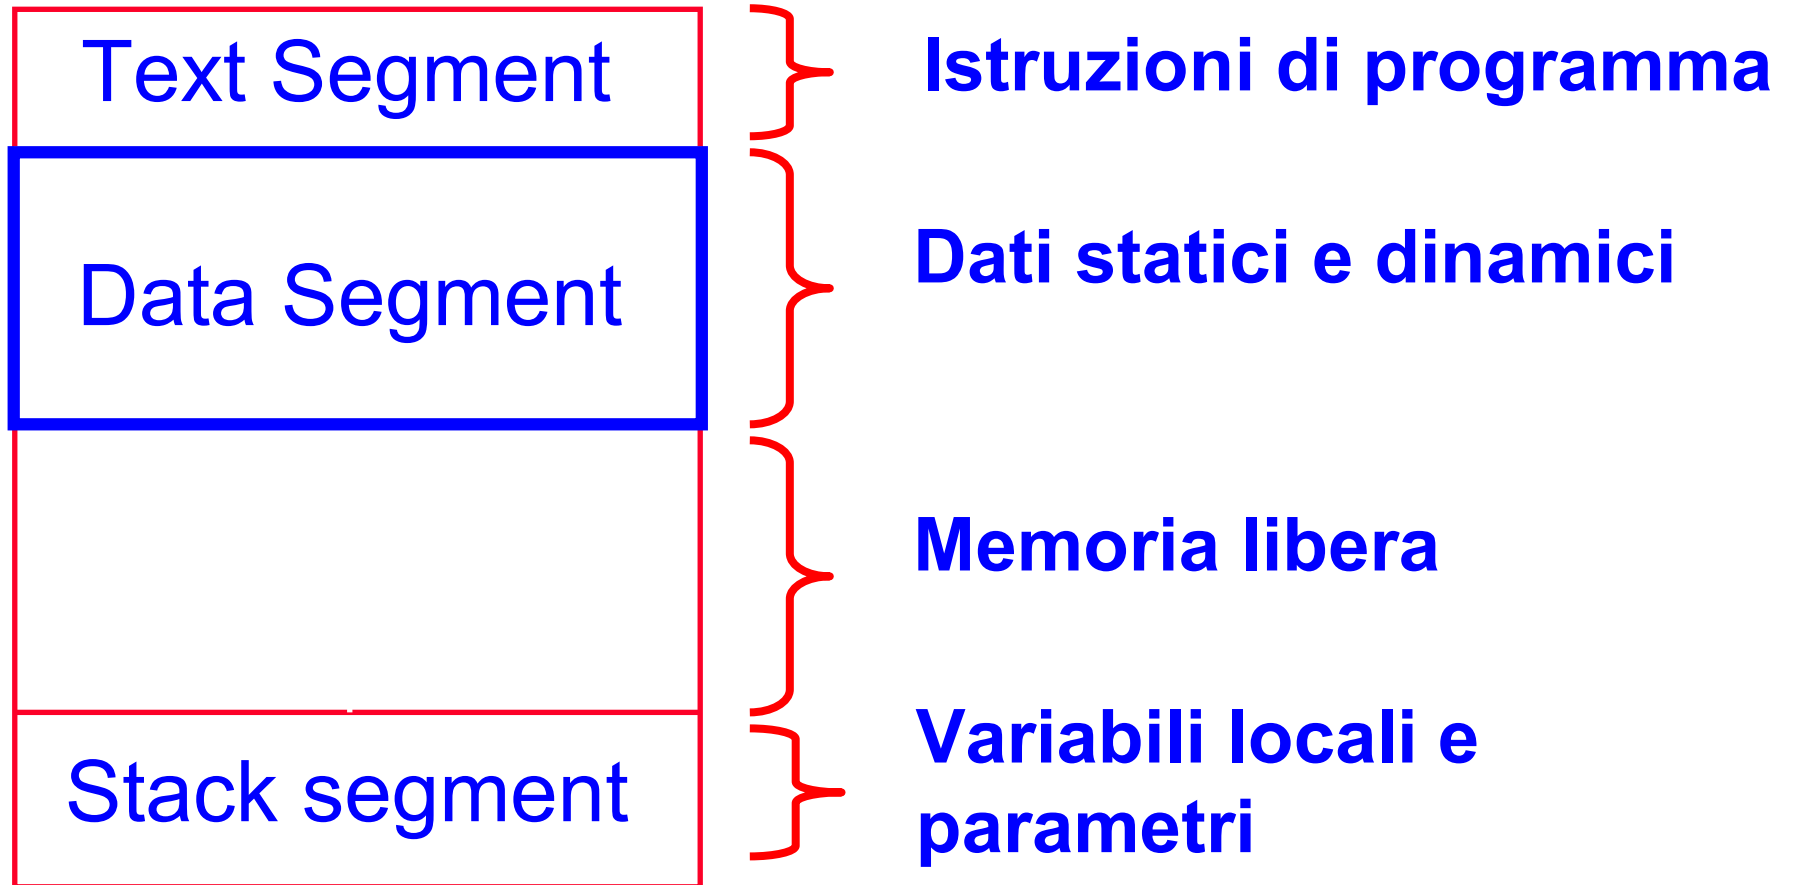 Text Segment
Istruzioni di programma
Data Segment
Dati statici e dinamici
Memoria libera
Stack segment
Variabili locali e
parametri